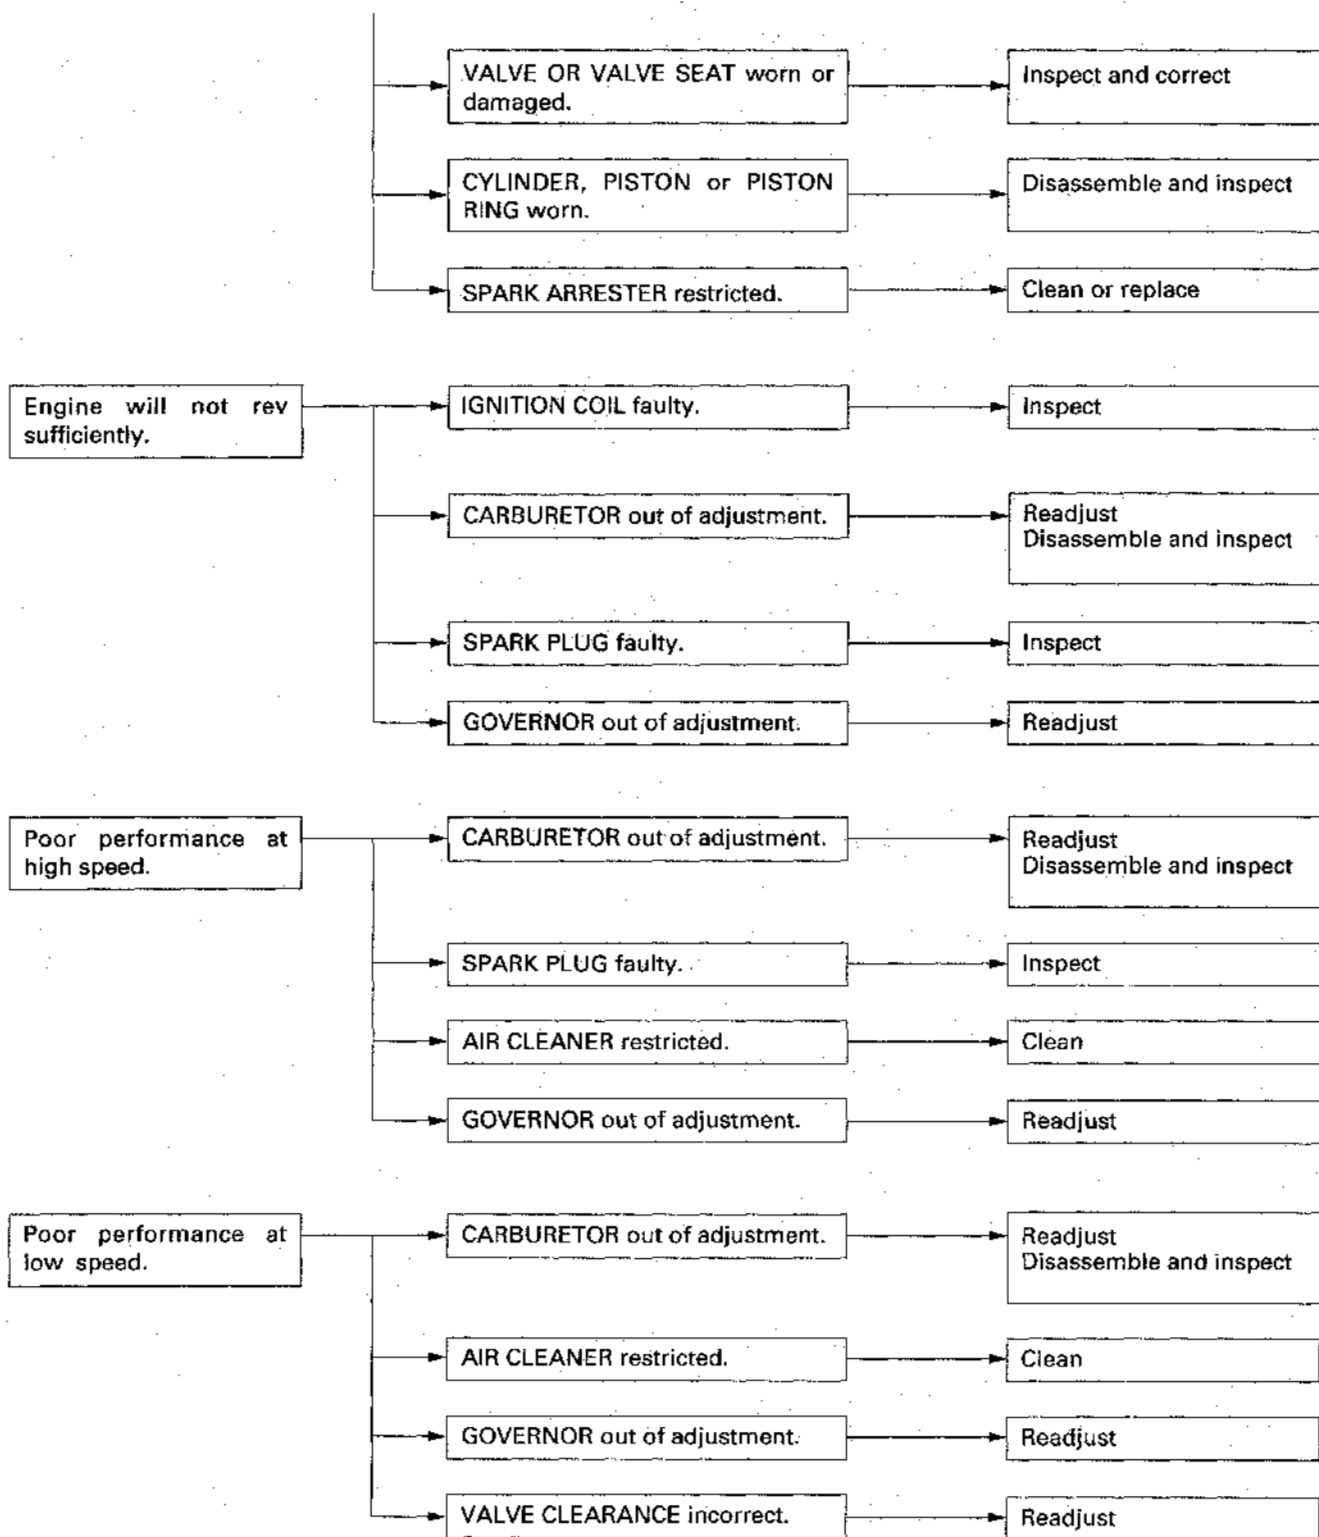 VALVE OR VALVE SEAT worn or
damaged.
Inspect and correct
CYLINDER, PISTON or PISTON
RING worn.
Disassemble and inspect
SPARK ARRESTER restricted.
Clean or replace
Engine will not rev
sufficiently.
IGNITION COIL faulty.
Inspect
CARBURETOR out of adjustment.
Readjust
Disassemble and inspect
SPARK PLUG faulty.
Inspect
GOVERNOR out of adjustment.
Readjust
Poor performance at
high speed.
CARBURETOR out of adjustment.
Readjust
Disassemble and inspect
SPARK PLUG faulty.
Inspect
AIR CLEANER restricted.
Clean
GOVERNOR out of adjustment.
Readjust
Poor performance at
low speed.
CARBURETOR out of adjustment.
Readjust
Disassemble and inspect
AIR CLEANER restricted.
Clean
GOVERNOR out of adjustment.
Readjust
VALVE CLEARANCE incorrect.
Readjust